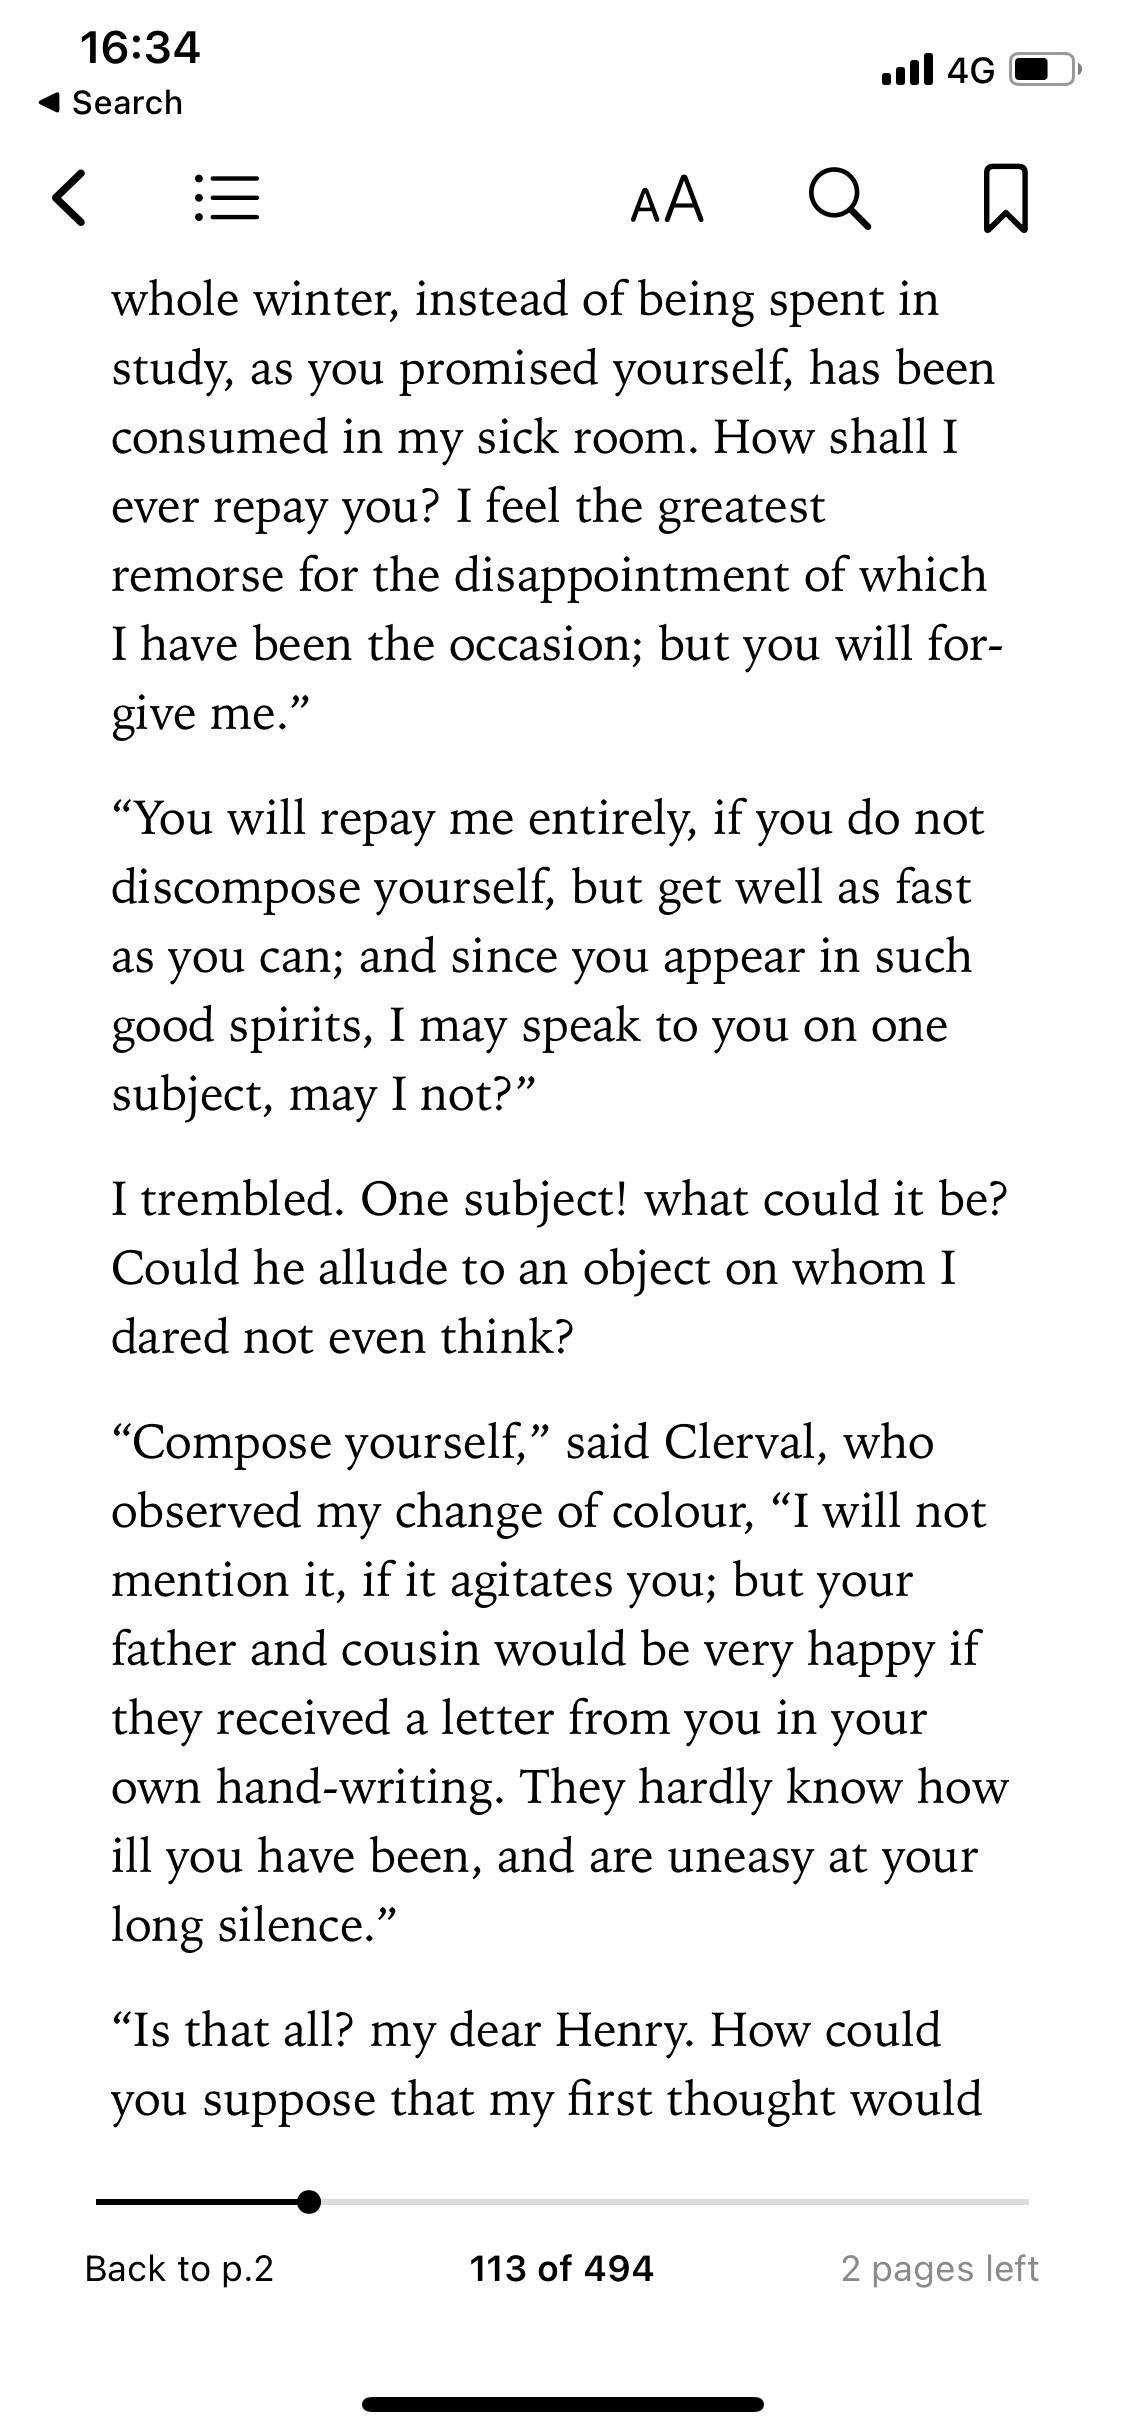 16:34
4G
◀ Search
AA
whole winter, instead of being spent in
study, as you promised yourself, has been
consumed in my sick room. How shall I
ever repay you? I feel the greatest
remorse for the disappointment of which
I have been the occasion; but you will for-
give me.”
“You will repay me entirely, if you do not
discompose yourself, but get well as fast
as you can; and since you appear in such
good spirits, I may speak to you on one
subject, may I not?”
I trembled. One subject! what could it be?
Could he allude to an object on whom I
dared not even think?
“Compose yourself,” said Clerval, who
observed my change of colour, “I will not
mention it, if it agitates you; but your
father and cousin would be very happy if
they received a letter from you in your
own hand-writing. They hardly know how
ill you have been, and are uneasy at your
long silence.”
“Is that all? my dear Henry. How could
you suppose that my first thought would
Back to p.2
113 of 494
2 pages left